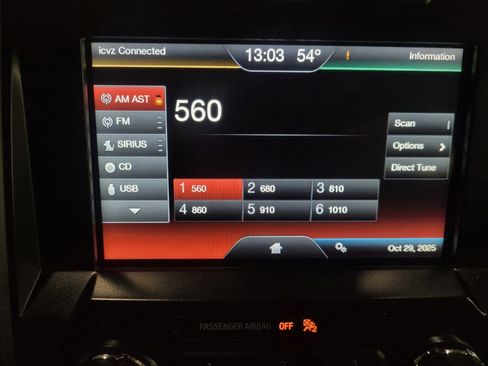 icvz Connected
13:03 54°
!
Information
AM AST
560
FM
SIRIUS
CD
USB
Scan
Options
Direct Tune
1 560
2 680
3 810
4 860
5 910
6 1010
Oct 29, 2025
PASSENGER AIRBAG OFF
2